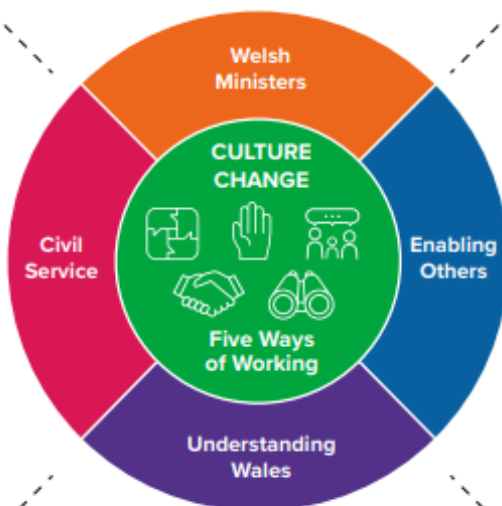 Welsh
Ministers
CULTURE
CHANGE
Civil
Service
Enabling
Others
Five Ways
of Working
Understanding
Wales